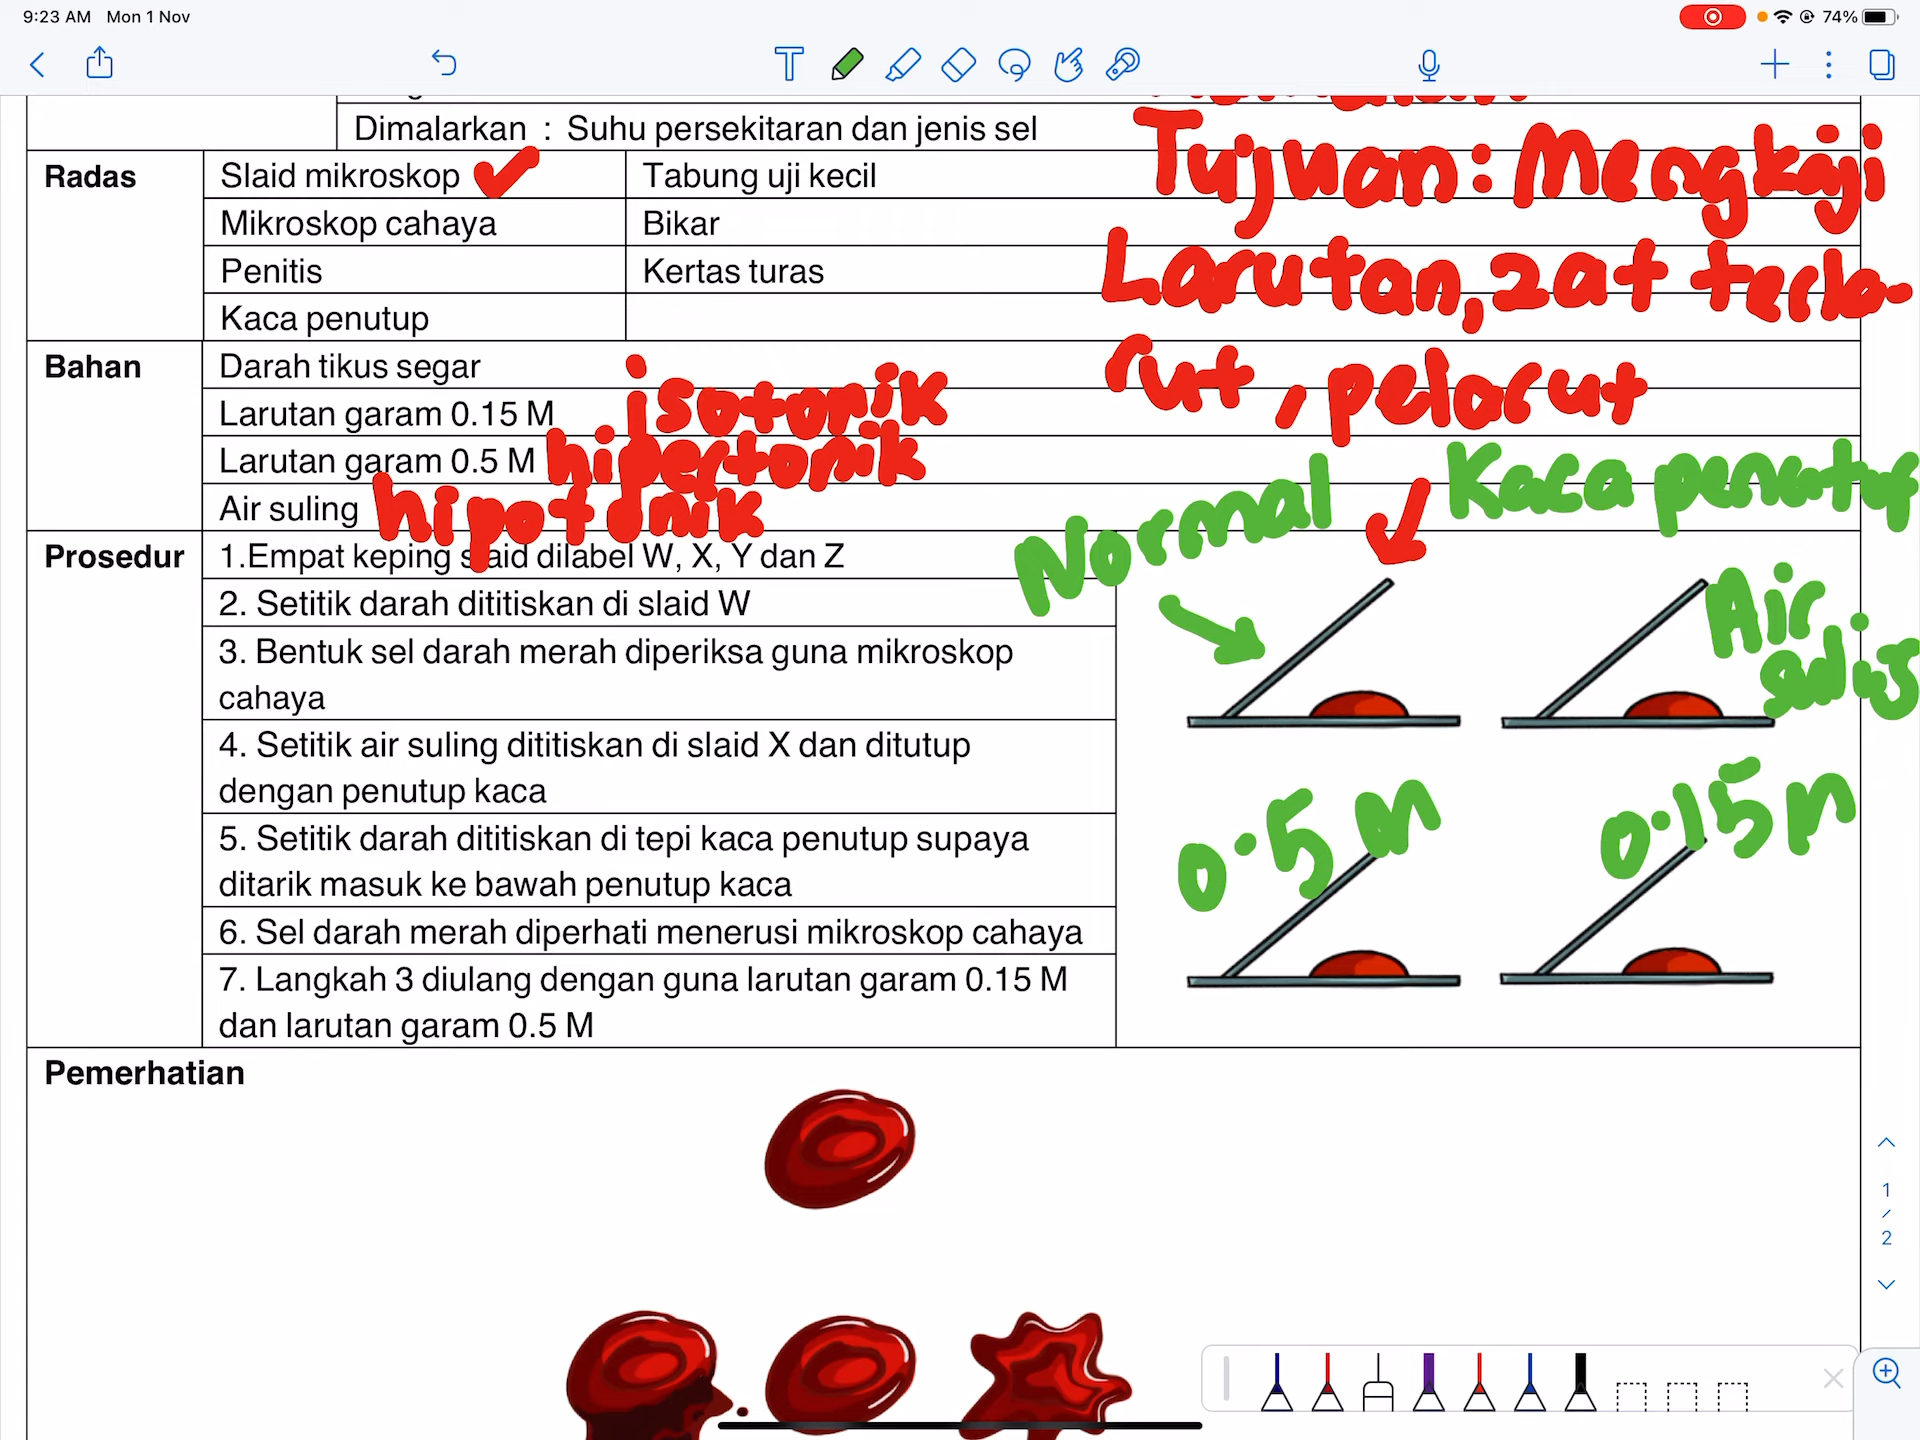 9:23 AM Mon 1 Nov
74%
Dimalarkan : Suhu persekitaran dan jenis sel
Radas
Slaid mikroskop
Tabung uji kecil
Mikroskop cahaya
Bikar
Penitis
Kertas turas
Kaca penutup
Tujuan: Mengkaji
Larutan, zat terla-
rut, pelarut
Bahan
Darah tikus segar
Larutan garam 0.15 M isotonik
Larutan garam 0.5 M hipertonik
Air suling hipotonik
Prosedur
1.Empat keping slaid dilabel W, X, Y dan Z
2. Setitik darah dititiskan di slaid W
3. Bentuk sel darah merah diperiksa guna mikroskop
cahaya
4. Setitik air suling dititiskan di slaid X dan ditutup
dengan penutup kaca
5. Setitik darah dititiskan di tepi kaca penutup supaya
ditarik masuk ke bawah penutup kaca
6. Sel darah merah diperhati menerusi mikroskop cahaya
7. Langkah 3 diulang dengan guna larutan garam 0.15 M
dan larutan garam 0.5 M
Normal
Kaca penutup
Air
0.5 M
0.15 M
Pemerhatian
1
/
2